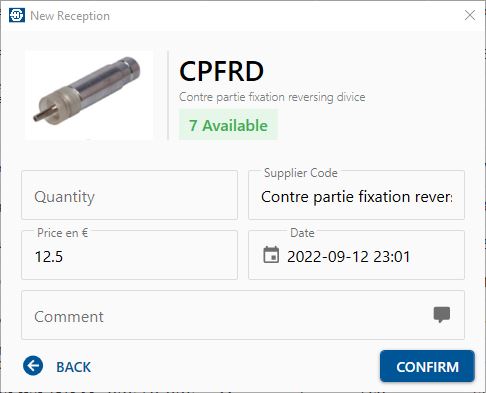 New Reception
CPFRD
Contre partie fixation reversing divice
7 Available
Quantity
Supplier Code
Contre partie fixation revers
Price en €
12.5
Date
2022-09-12 23:01
Comment
BACK
CONFIRM